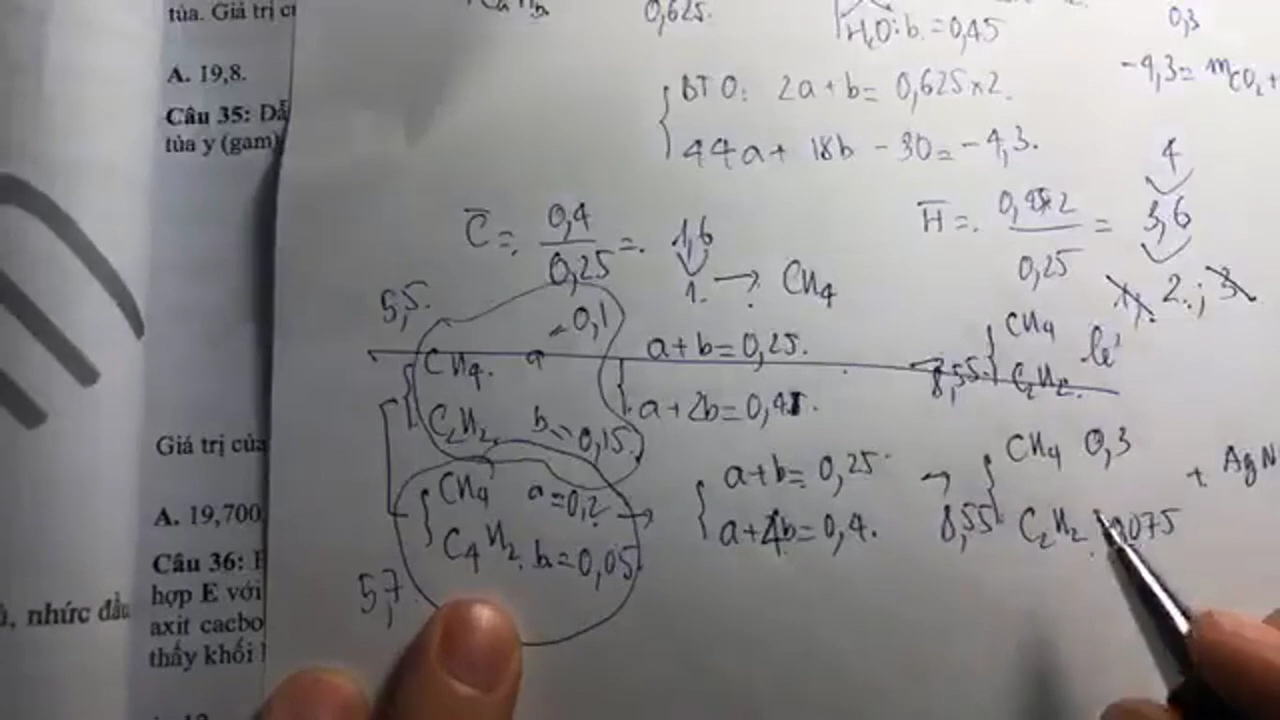 tủa. Giá trị
A. 19,8.
Câu 35:
tủa y (gam)
Giá trị của
A. 19,700
Câu 36:
hợp E với
axit cacbo
thấy khối
nhức đầu
0,625.
H₂O: b = 0,45
0,3
BTO: 2a + b = 0,625 × 2.
-4,3 = mCO₂ +
44a + 18b - 30 = -4,3.
C̅ = 0,4 / 0,25 = 1,6
1. → CH₄
H̅ = 0,45×2 / 0,25 = 3,6
4
2. ; 3
5,5.
CH₄. a = 0,1
C₂H₂. b = 0,15
a + b = 0,25.
a + 2b = 0,4
8,55 CH₄
C₂H₂. lẻ
CH₄ a = 0,2
C₄H₂. b = 0,05
5,7
a + b = 0,25
a + 4b = 0,4.
8,55 CH₄ 0,3
C₂H₂ 0,075
+ AgN